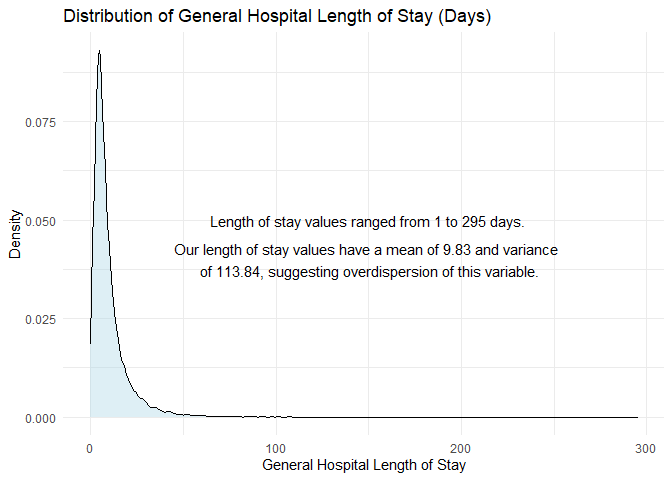 Distribution of General Hospital Length of Stay (Days)
0.075
0.050
0.025
0.000
Density
Length of stay values ranged from 1 to 295 days.
Our length of stay values have a mean of 9.83 and variance
of 113.84, suggesting overdispersion of this variable.
0 100 200 300
General Hospital Length of Stay